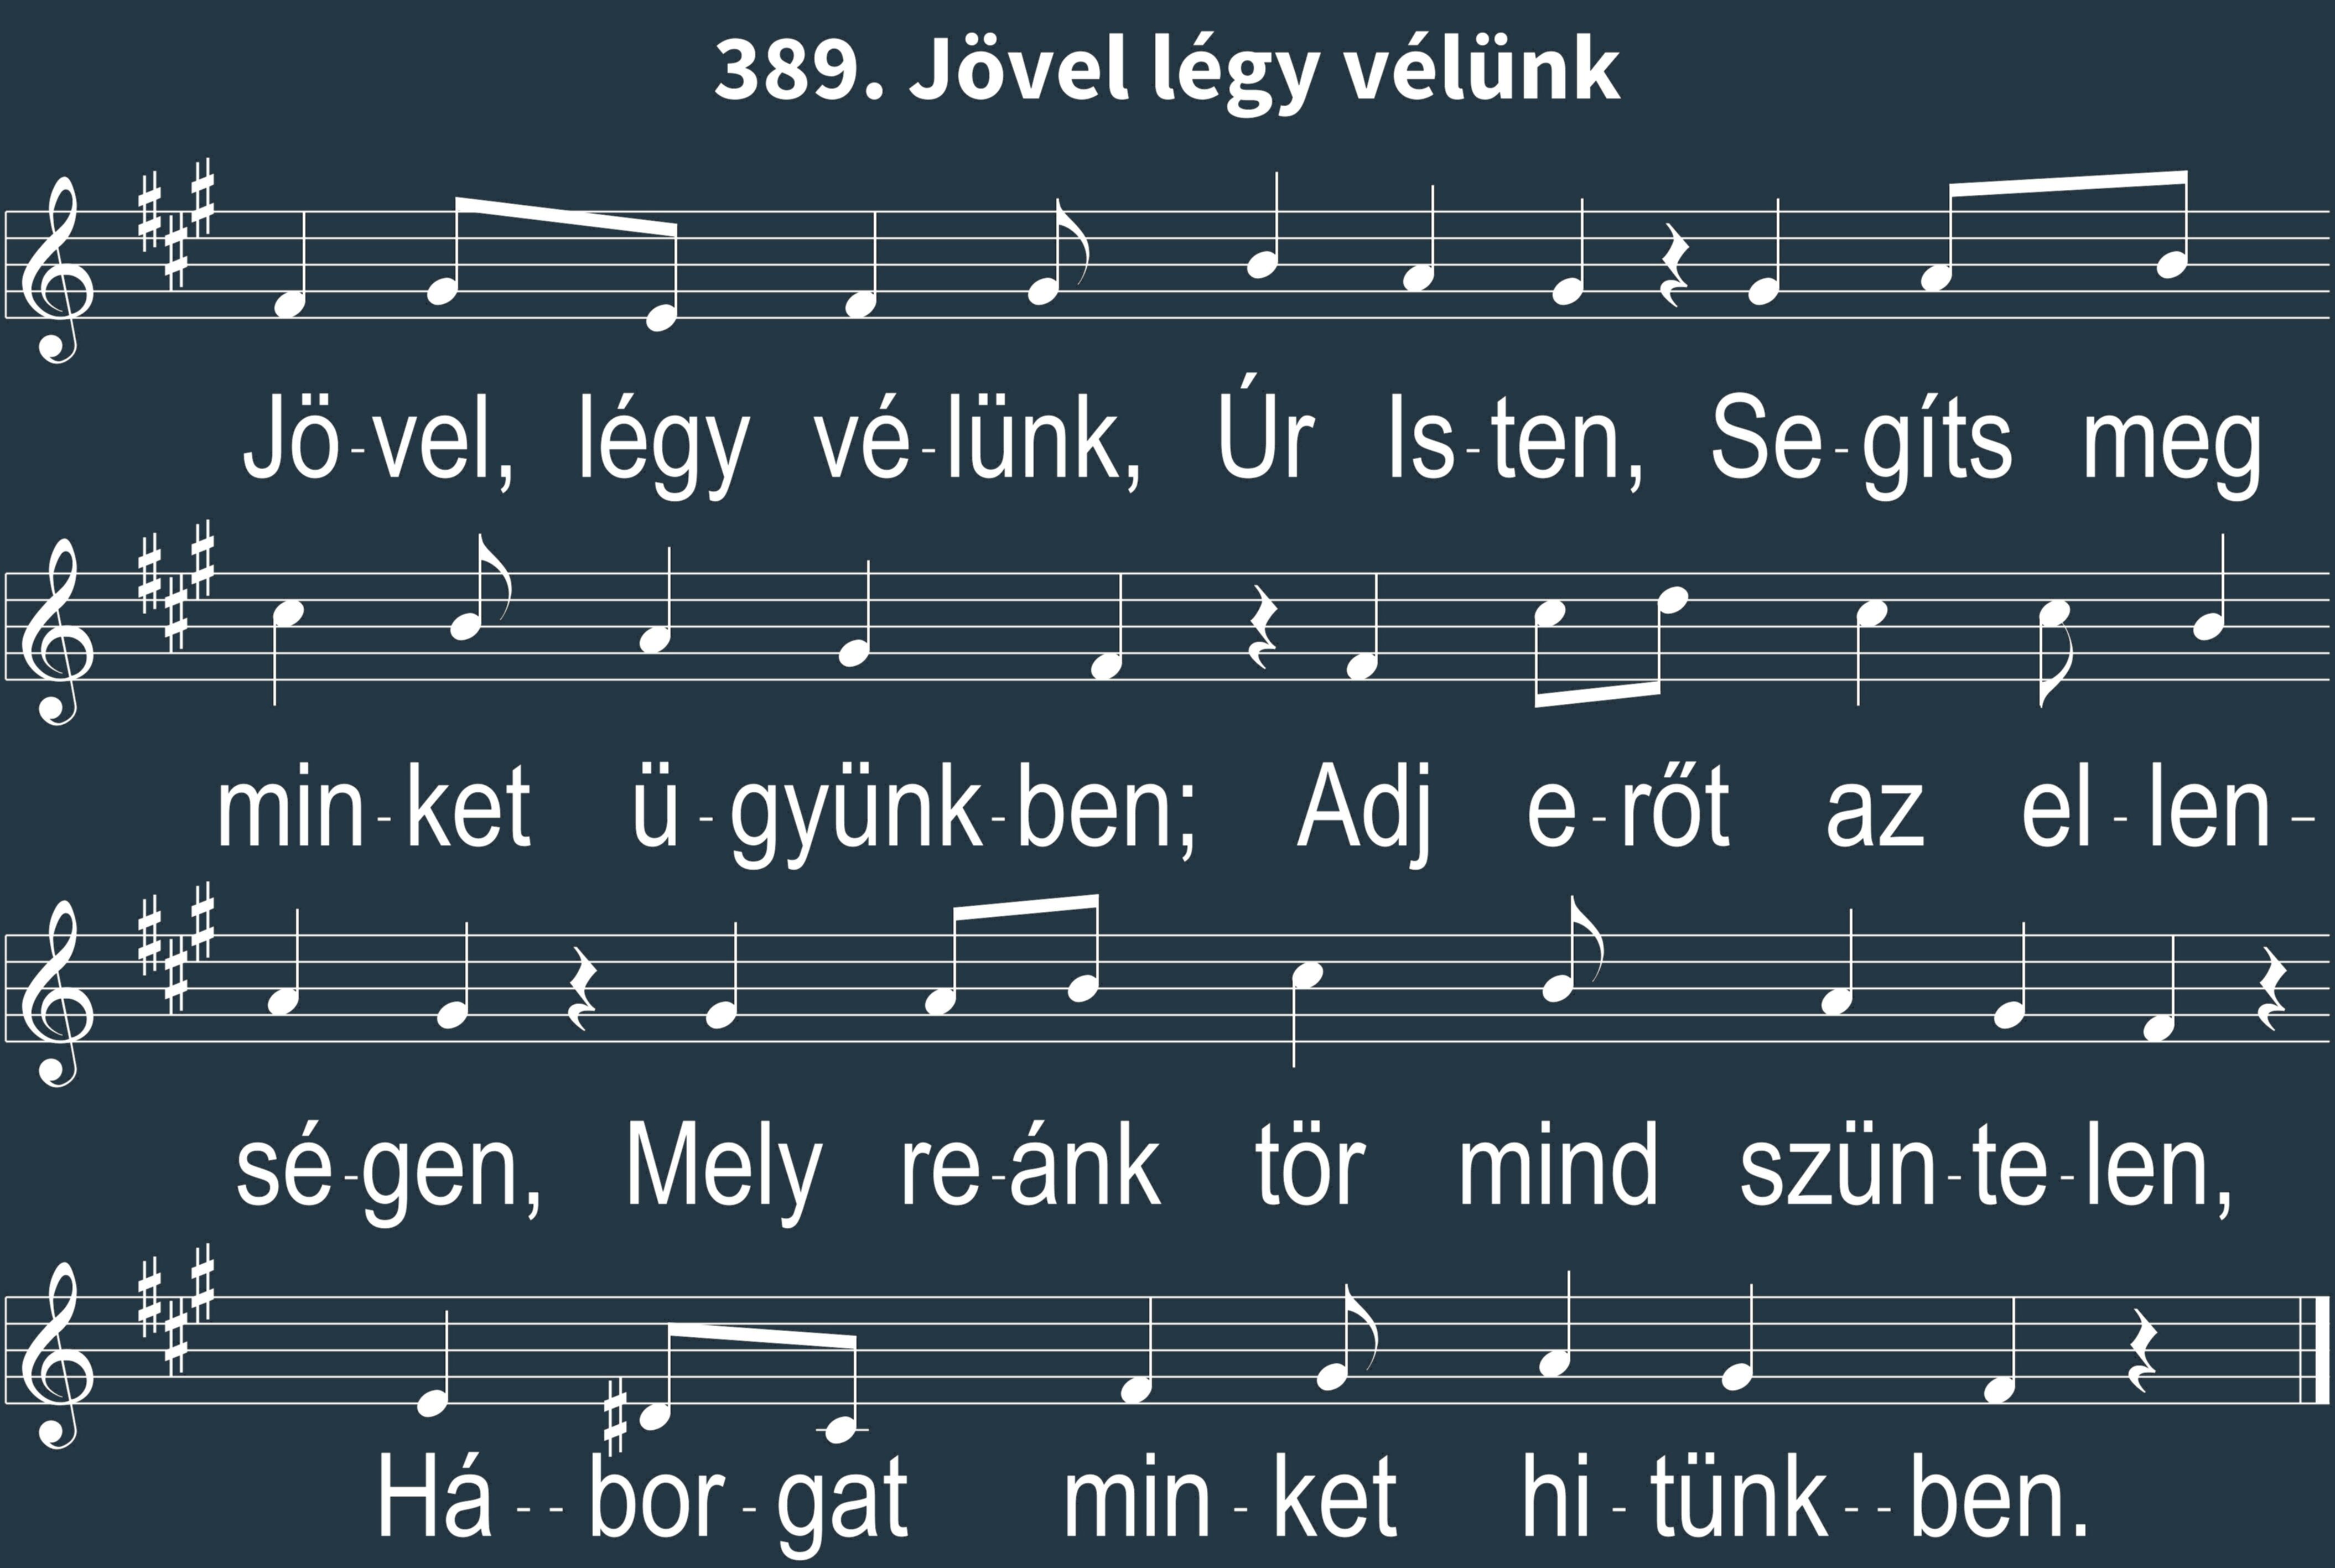 389. Jövel légy vélünk
Jö-vel, légy vé-lünk, Úr Is-ten, Se-gíts meg
min-ket ü-gyünk-ben; Adj e-rőt az el-len-
sé-gen, Mely re-ánk tör mind szün-te-len,
Há--bor-gat min-ket hi-tünk--ben.